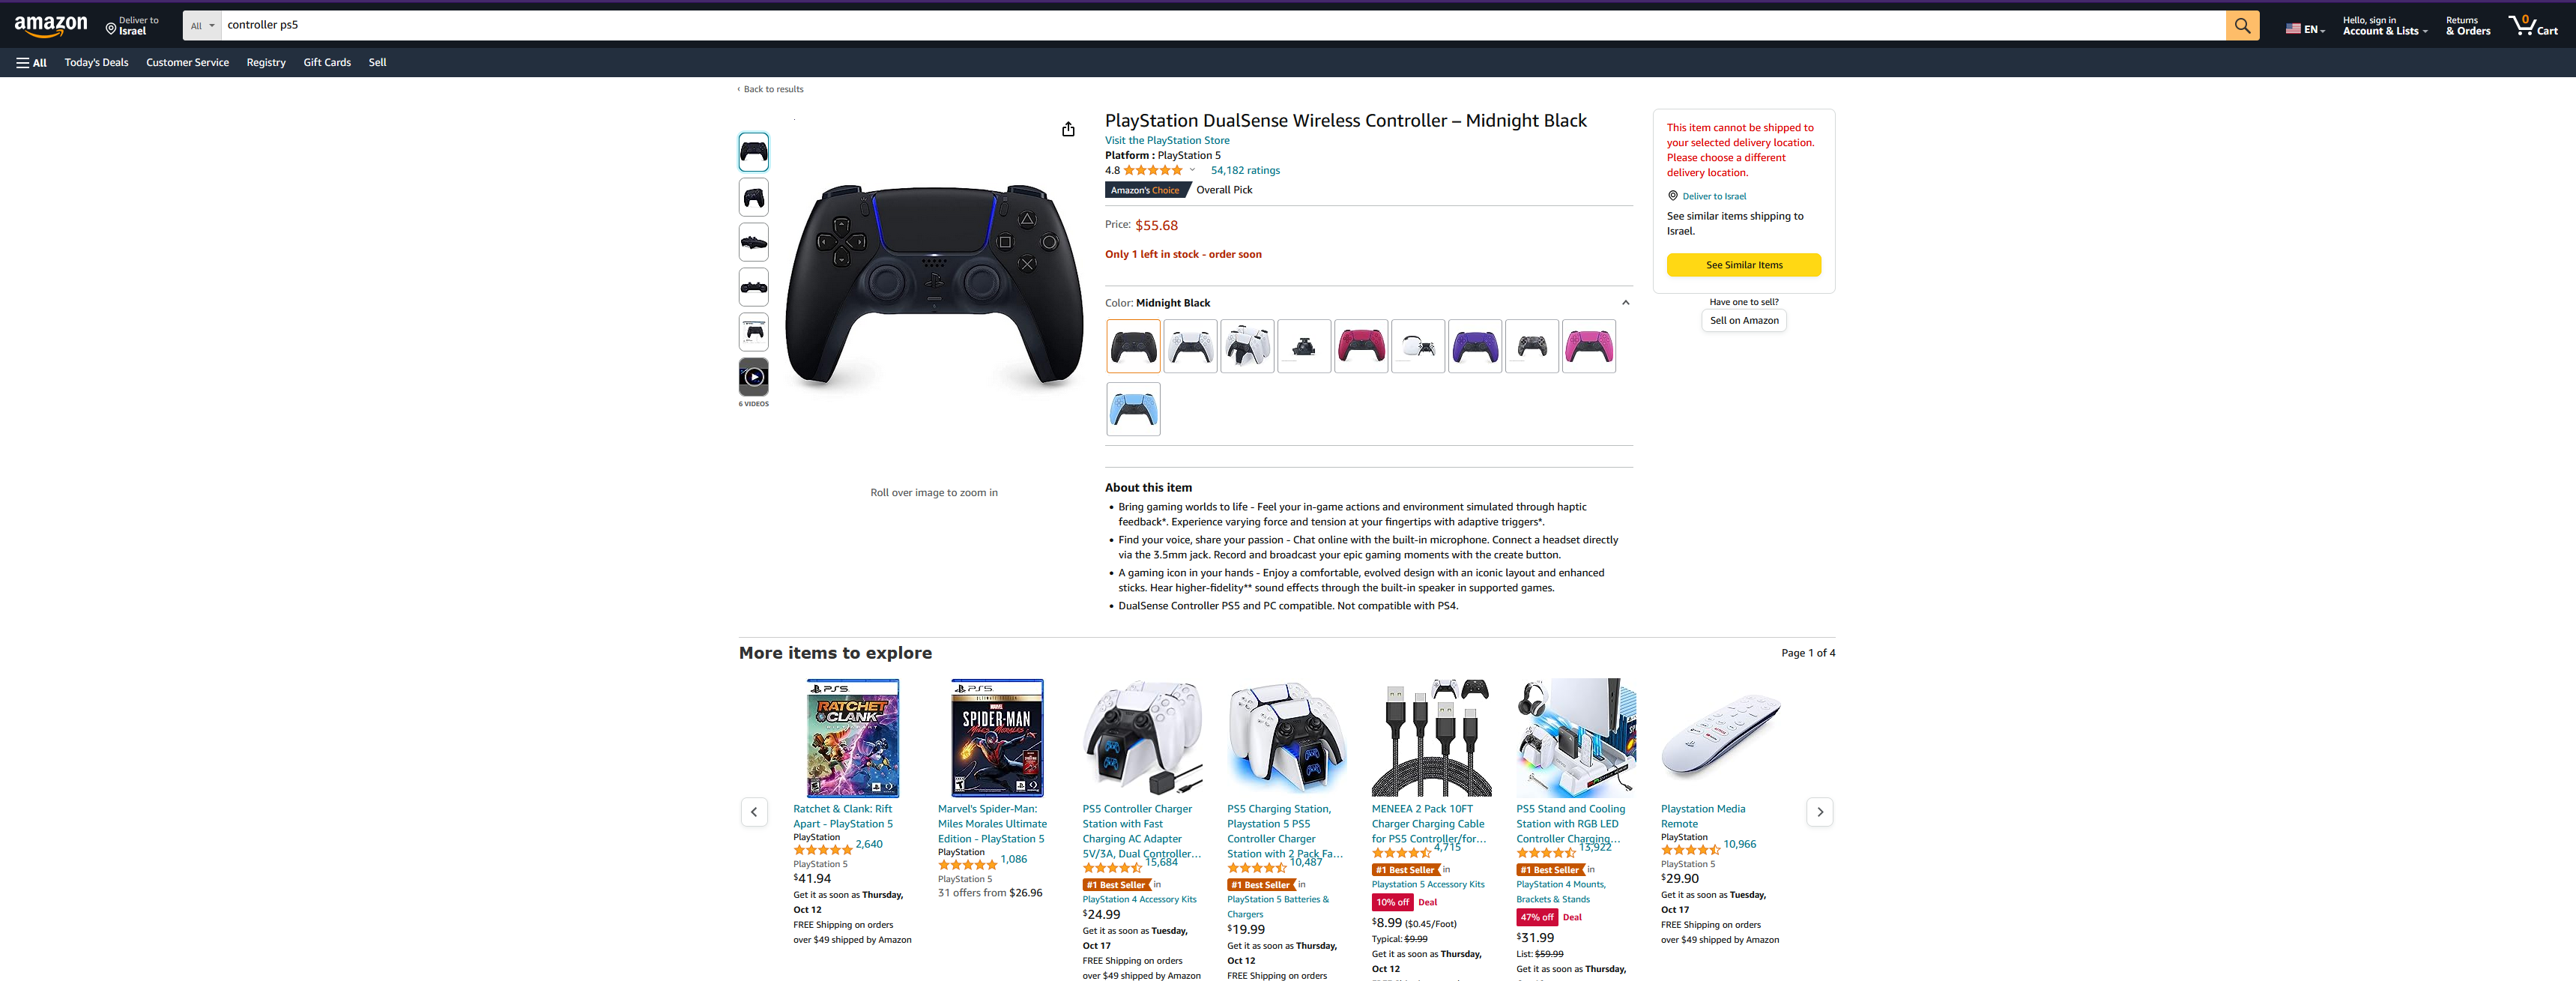 amazon
Deliver to
Israel
All
controller ps5
EN
Hello, sign in
Account & Lists
Returns
& Orders
0
Cart
All
Today's Deals
Customer Service
Registry
Gift Cards
Sell
‹ Back to results
6 VIDEOS
Roll over image to zoom in
PlayStation DualSense Wireless Controller – Midnight Black
Visit the PlayStation Store
Platform : PlayStation 5
4.8
54,182 ratings
Amazon's Choice
Overall Pick
Price: $55.68
Only 1 left in stock - order soon
Color: Midnight Black
About this item
• Bring gaming worlds to life - Feel your in-game actions and environment simulated through haptic
feedback*. Experience varying force and tension at your fingertips with adaptive triggers*.
• Find your voice, share your passion - Chat online with the built-in microphone. Connect a headset directly
via the 3.5mm jack. Record and broadcast your epic gaming moments with the create button.
• A gaming icon in your hands - Enjoy a comfortable, evolved design with an iconic layout and enhanced
sticks. Hear higher-fidelity** sound effects through the built-in speaker in supported games.
• DualSense Controller PS5 and PC compatible. Not compatible with PS4.
This item cannot be shipped to
your selected delivery location.
Please choose a different
delivery location.
Deliver to Israel
See similar items shipping to
Israel.
See Similar Items
Have one to sell?
Sell on Amazon
More items to explore
Page 1 of 4
PS5
RATCHET
CLANK
Ratchet & Clank: Rift
Apart - PlayStation 5
PlayStation
2,640
PlayStation 5
$41.94
Get it as soon as Thursday,
Oct 12
FREE Shipping on orders
over $49 shipped by Amazon
PS5
ULTIMATE EDITION
MARVEL
SPIDER-MAN
MILES MORALES
Marvel's Spider-Man:
Miles Morales Ultimate
Edition - PlayStation 5
PlayStation
1,086
PlayStation 5
31 offers from $26.96
PS5 Controller Charger
Station with Fast
Charging AC Adapter
5V/3A, Dual Controller…
15,684
#1 Best Seller in
PlayStation 4 Accessory Kits
$24.99
Get it as soon as Tuesday,
Oct 17
FREE Shipping on orders
over $49 shipped by Amazon
PS5 Charging Station,
Playstation 5 PS5
Controller Charger
Station with 2 Pack Fa…
10,487
#1 Best Seller in
PlayStation 5 Batteries &
Chargers
$19.99
Get it as soon as Thursday,
Oct 12
FREE Shipping on orders
MENEEA 2 Pack 10FT
Charger Charging Cable
for PS5 Controller/for…
4,715
#1 Best Seller in
Playstation 5 Accessory Kits
10% off Deal
$8.99 ($0.45/Foot)
Typical: $9.99
Get it as soon as Thursday,
Oct 12
PS5 Stand and Cooling
Station with RGB LED
Controller Charging…
13,922
#1 Best Seller in
PlayStation 4 Mounts,
Brackets & Stands
47% off Deal
$31.99
List: $59.99
Get it as soon as Thursday,
Playstation Media
Remote
PlayStation
10,966
PlayStation 5
$29.90
Get it as soon as Tuesday,
Oct 17
FREE Shipping on orders
over $49 shipped by Amazon